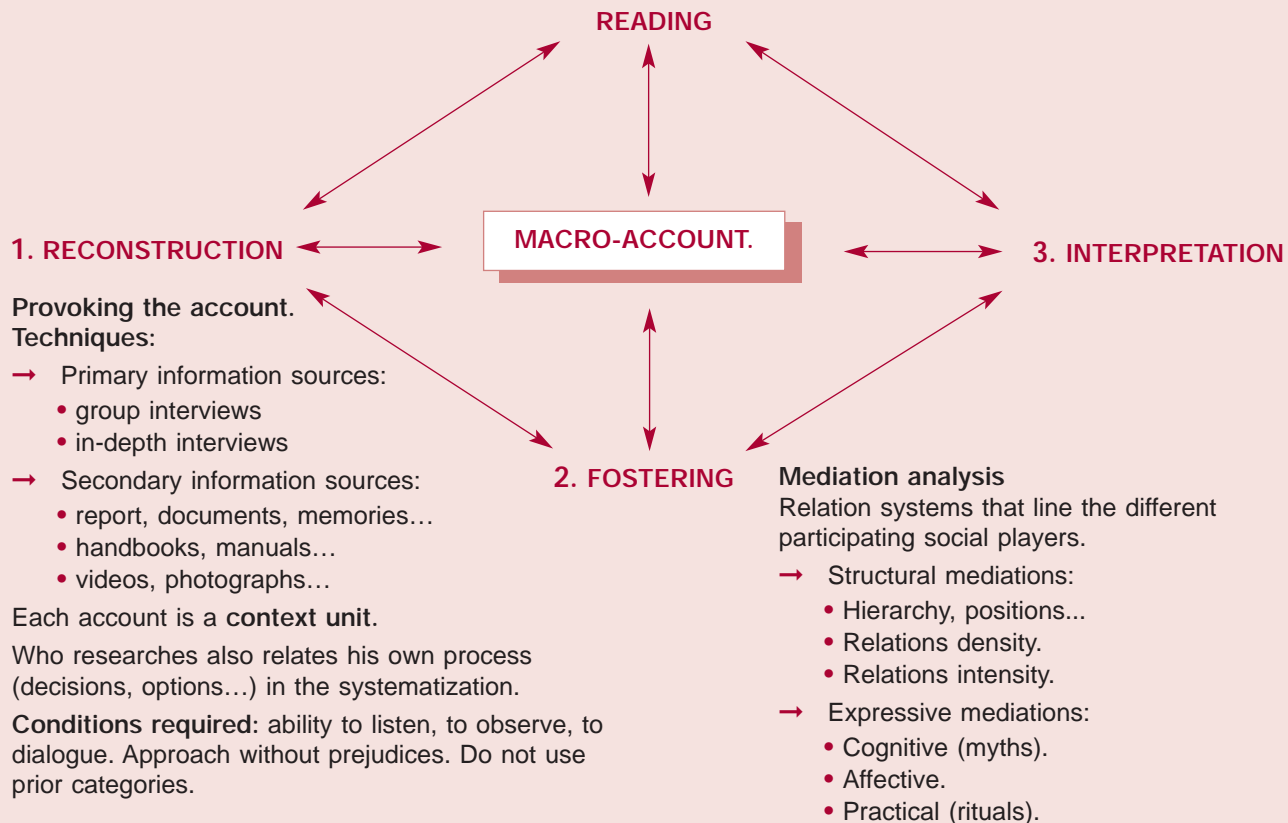 READING
MACRO-ACCOUNT.
1. RECONSTRUCTION
3. INTERPRETATION
Provoking the account.
Techniques:
→ Primary information sources:
• group interviews
• in-depth interviews
→ Secondary information sources:
• report, documents, memories…
• handbooks, manuals…
• videos, photographs…
Each account is a context unit.
Who researches also relates his own process
(decisions, options…) in the systematization.
Conditions required: ability to listen, to observe, to
dialogue. Approach without prejudices. Do not use
prior categories.
2. FOSTERING
Mediation analysis
Relation systems that line the different
participating social players.
→ Structural mediations:
• Hierarchy, positions...
• Relations density.
• Relations intensity.
→ Expressive mediations:
• Cognitive (myths).
• Affective.
• Practical (rituals).